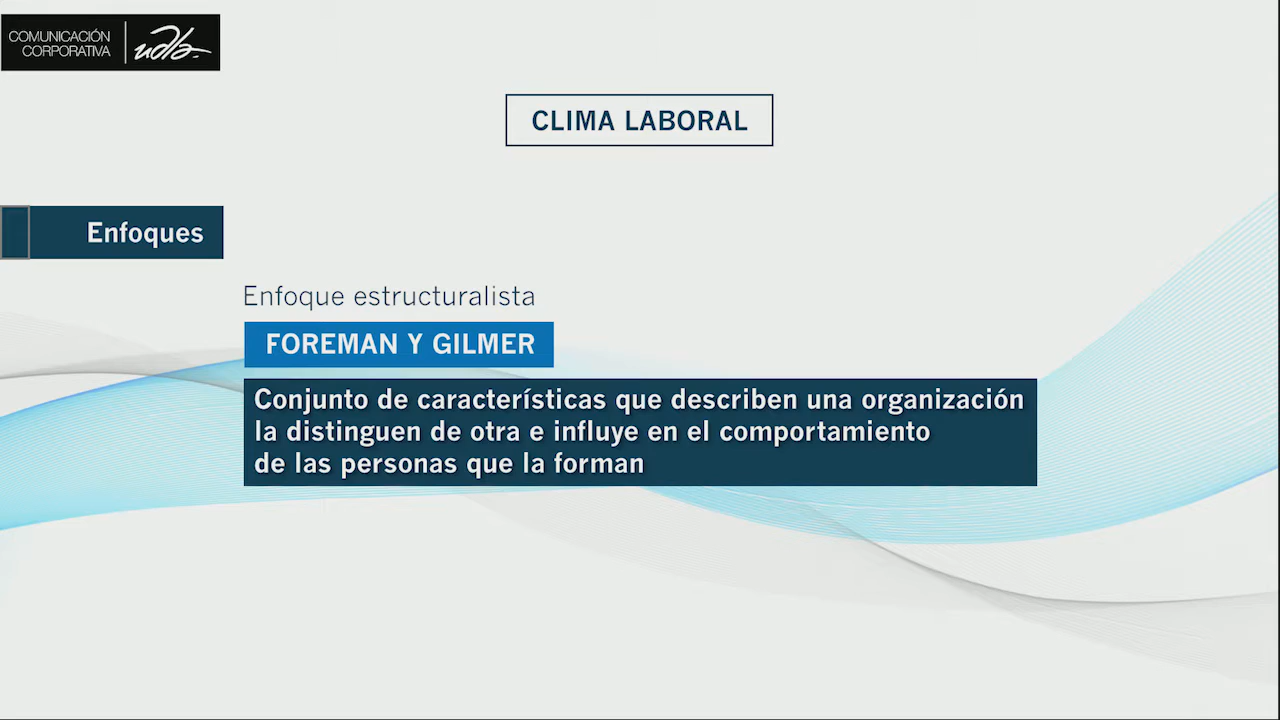 COMUNICACIÓN
CORPORATIVA
udla-
CLIMA LABORAL
Enfoques
Enfoque estructuralista
FOREMAN Y GILMER
Conjunto de características que describen una organización
la distinguen de otra e influye en el comportamiento
de las personas que la forman